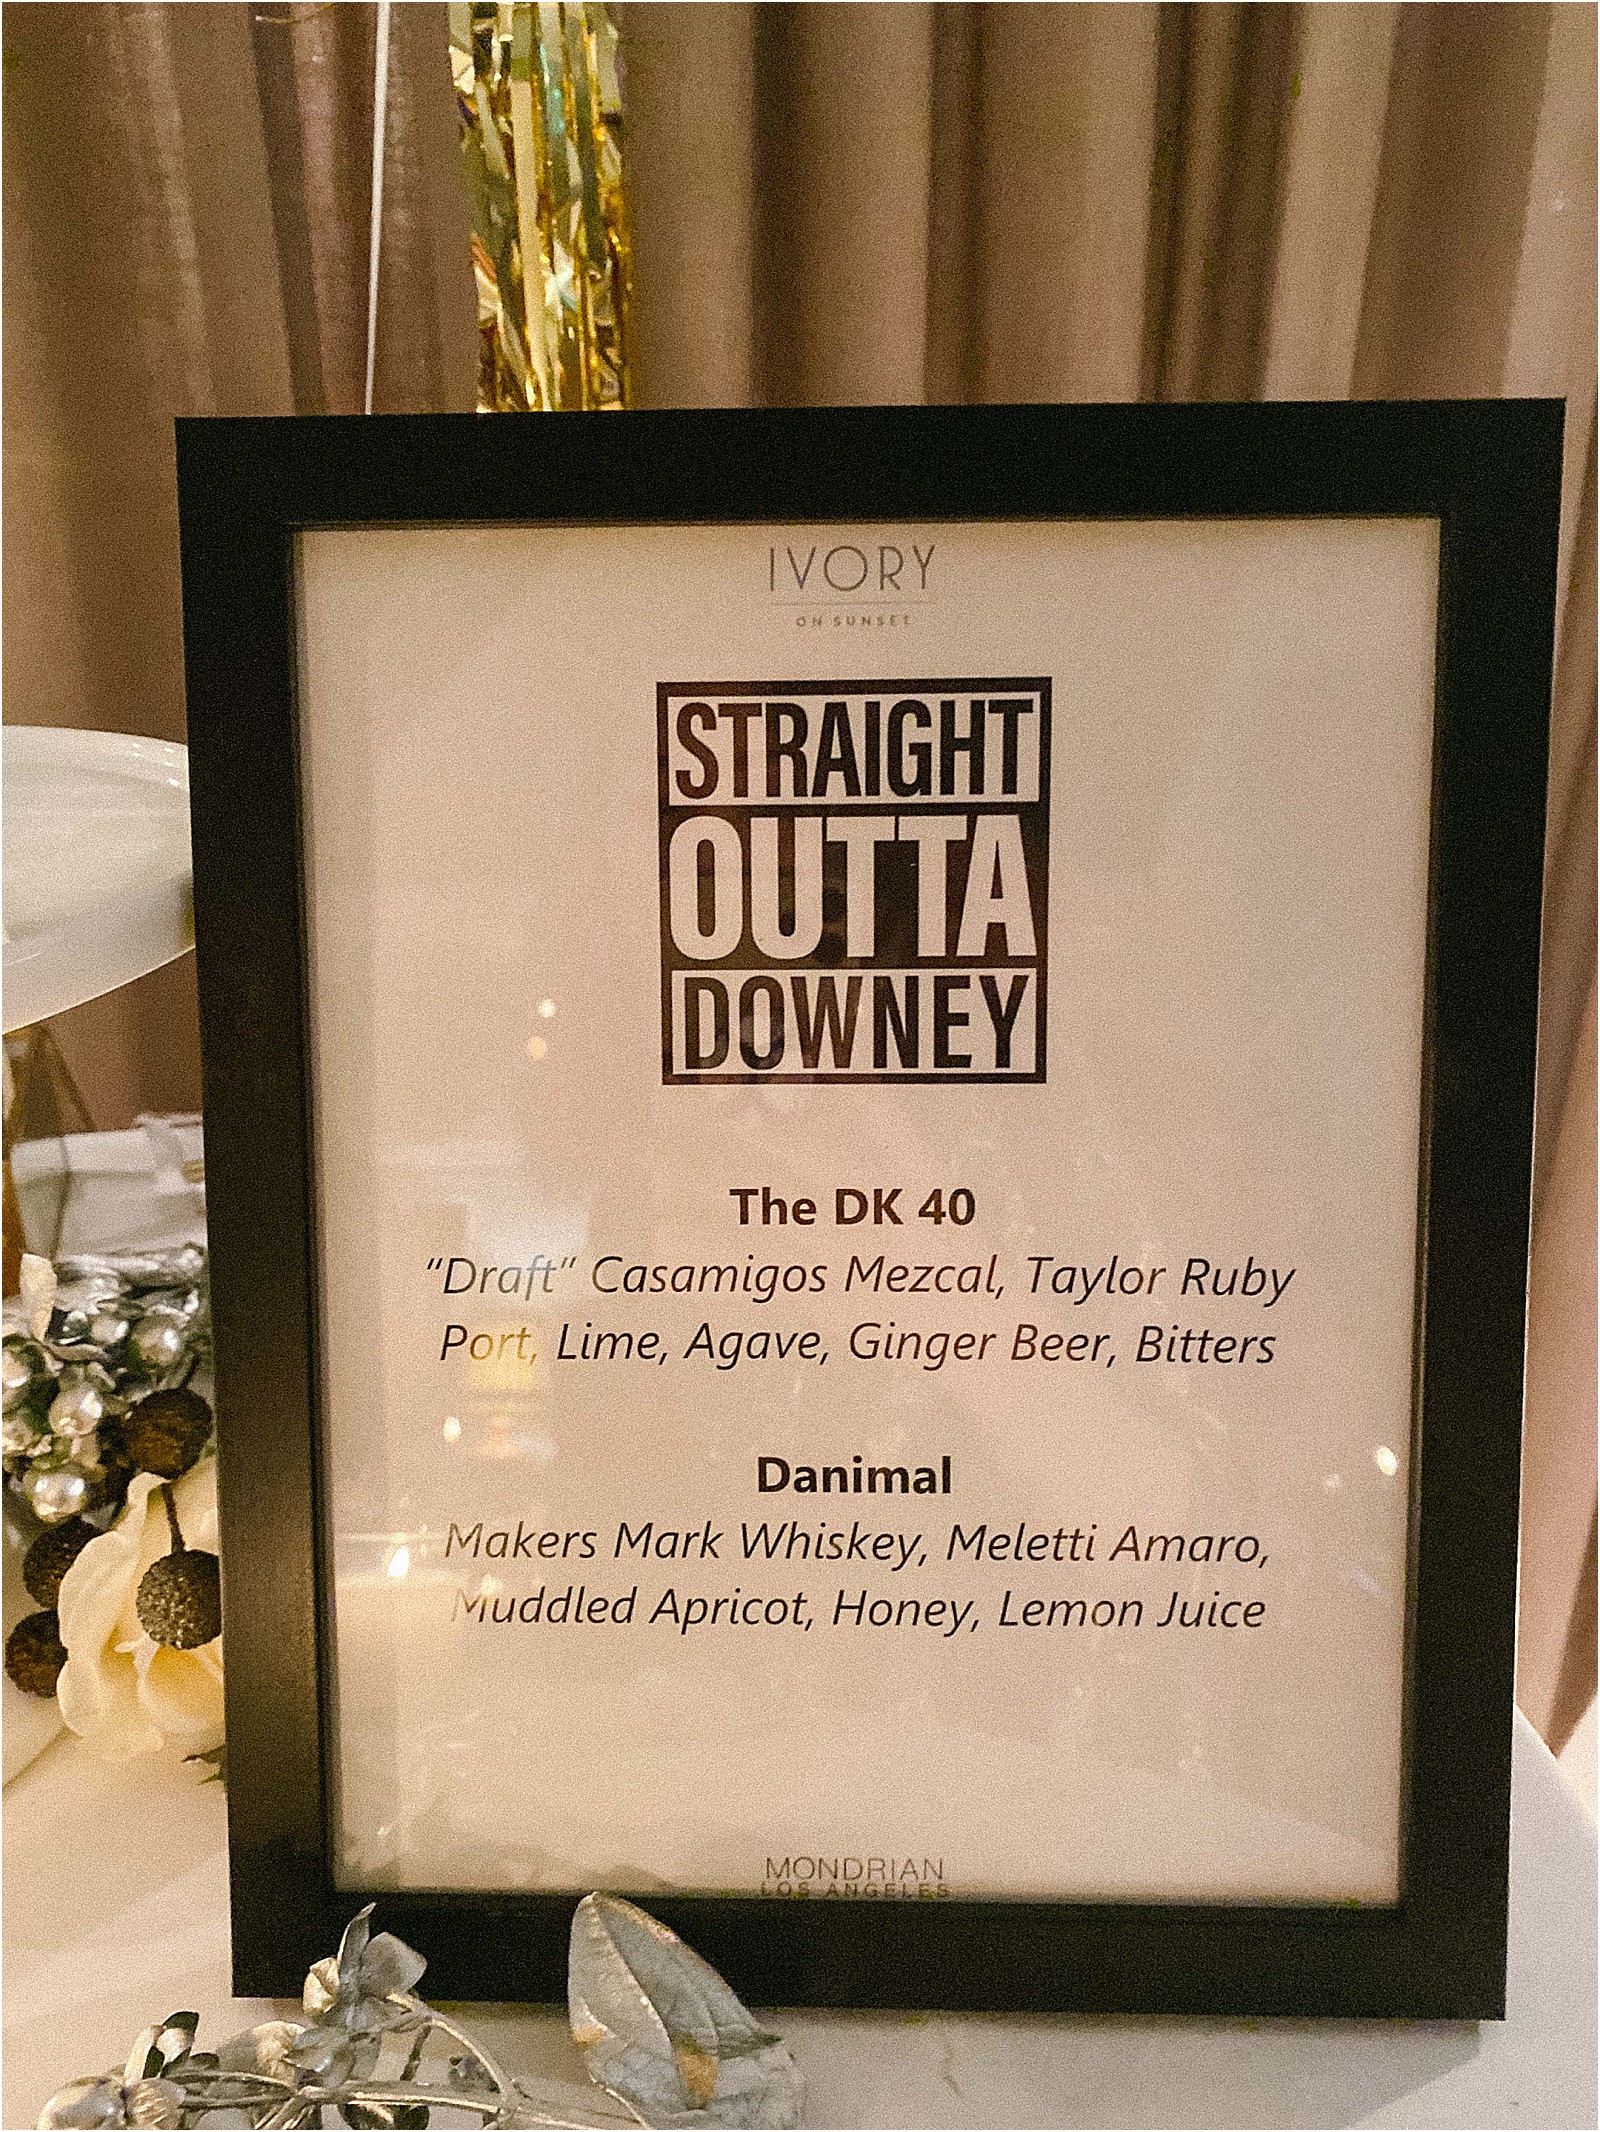 IVORY
ON SUNSET
STRAIGHT
OUTTA
DOWNEY
The DK 40
“Draft” Casamigos Mezcal, Taylor Ruby
Port, Lime, Agave, Ginger Beer, Bitters
Danimal
Makers Mark Whiskey, Meletti Amaro,
Muddled Apricot, Honey, Lemon Juice
MONDRIAN
LOS ANGELES